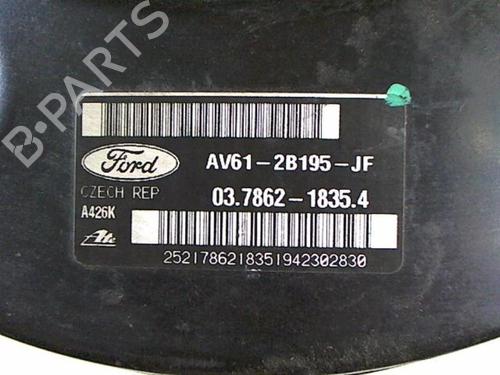 B-PARTS
Ford
AV61-2B195-JF
CZECH REP
03.7862-1835.4
A426K
Ate
2521786218351942302830